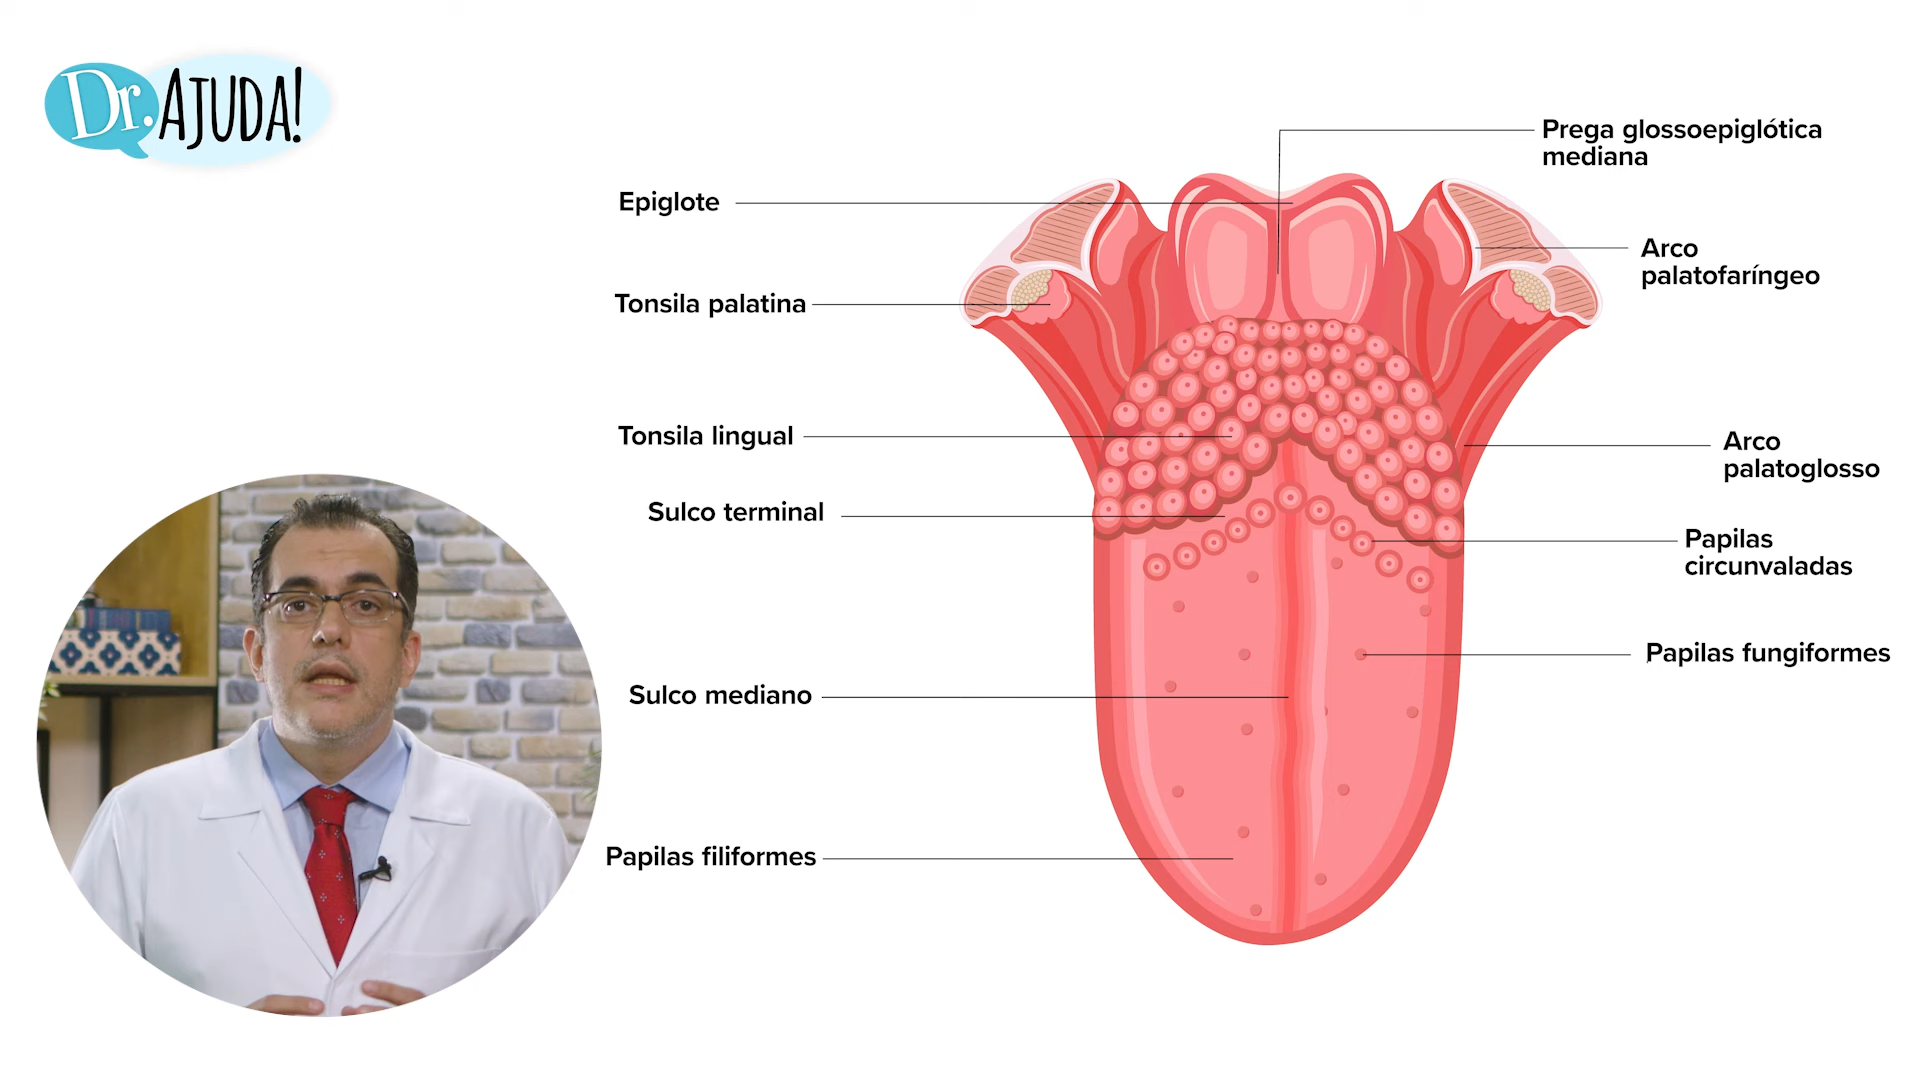 Dr. AJUDA!
Prega glossoepiglótica
mediana
Epiglote
Arco
palatofaríngeo
Tonsila palatina
Tonsila lingual
Arco
palatoglosso
Sulco terminal
Papilas
circunvaladas
Papilas fungiformes
Sulco mediano
Papilas filiformes